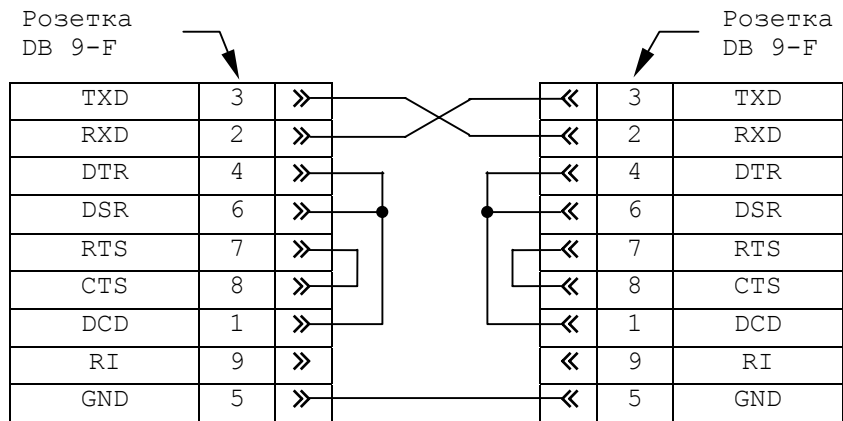 Розетка
DB 9-F
Розетка
DB 9-F
TXD 3 3 TXD
RXD 2 2 RXD
DTR 4 4 DTR
DSR 6 6 DSR
RTS 7 7 RTS
CTS 8 8 CTS
DCD 1 1 DCD
RI 9 9 RI
GND 5 5 GND